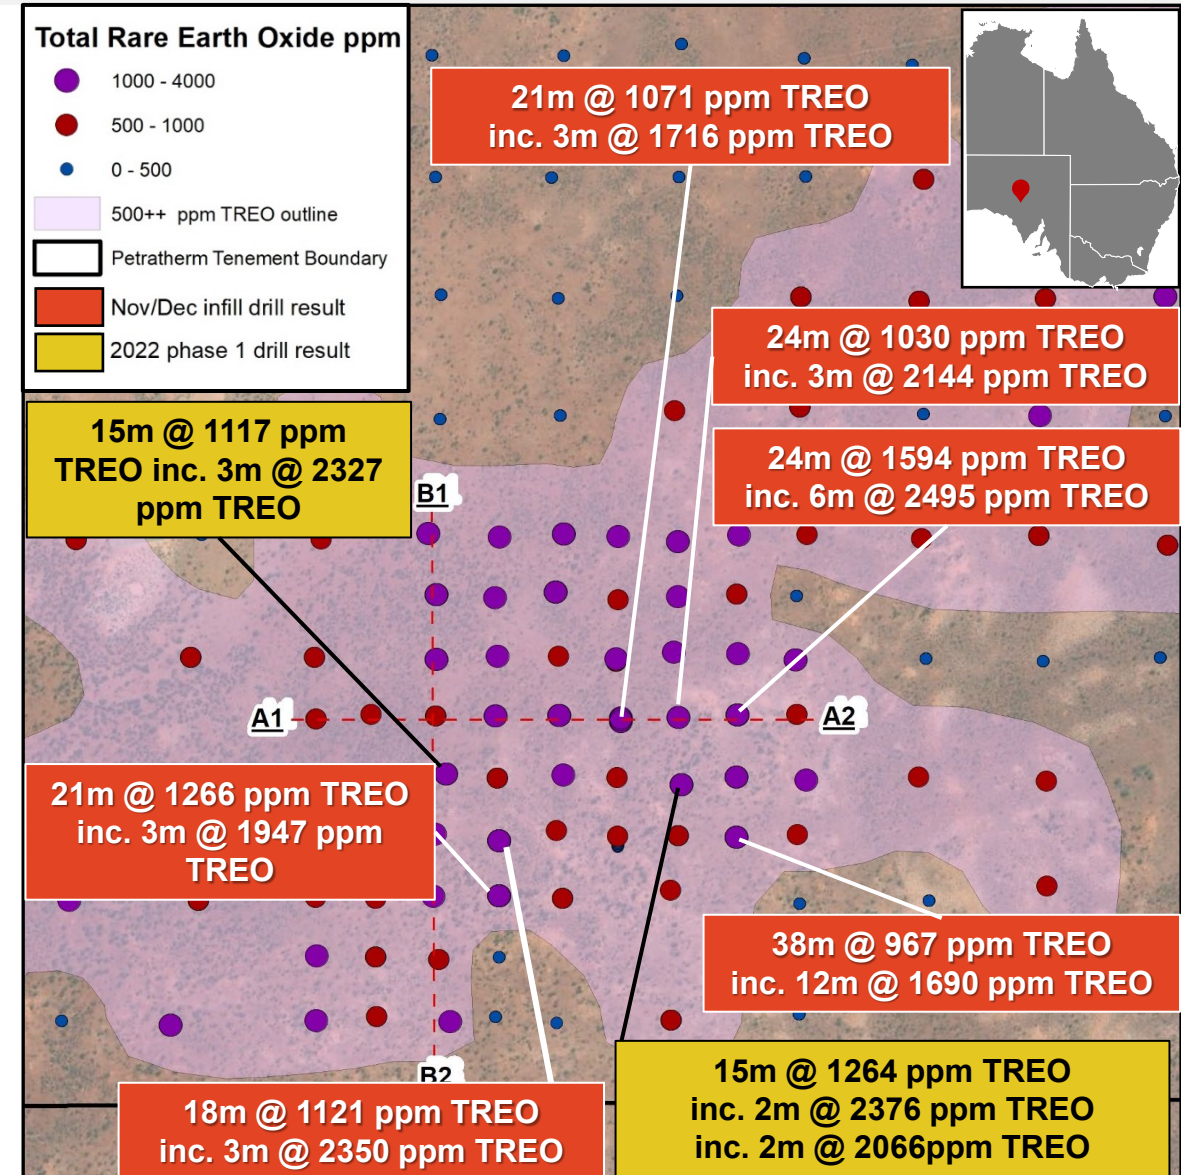 Total Rare Earth Oxide ppm
1000 - 4000
500 - 1000
0 - 500
500++ ppm TREO outline
Petratherm Tenement Boundary
Nov/Dec infill drill result
2022 phase 1 drill result
21m @ 1071 ppm TREO
inc. 3m @ 1716 ppm TREO
24m @ 1030 ppm TREO
inc. 3m @ 2144 ppm TREO
15m @ 1117 ppm
TREO inc. 3m @ 2327
ppm TREO
24m @ 1594 ppm TREO
inc. 6m @ 2495 ppm TREO
B1
A1
A2
21m @ 1266 ppm TREO
inc. 3m @ 1947 ppm
TREO
38m @ 967 ppm TREO
inc. 12m @ 1690 ppm TREO
B2
18m @ 1121 ppm TREO
inc. 3m @ 2350 ppm TREO
15m @ 1264 ppm TREO
inc. 2m @ 2376 ppm TREO
inc. 2m @ 2066ppm TREO